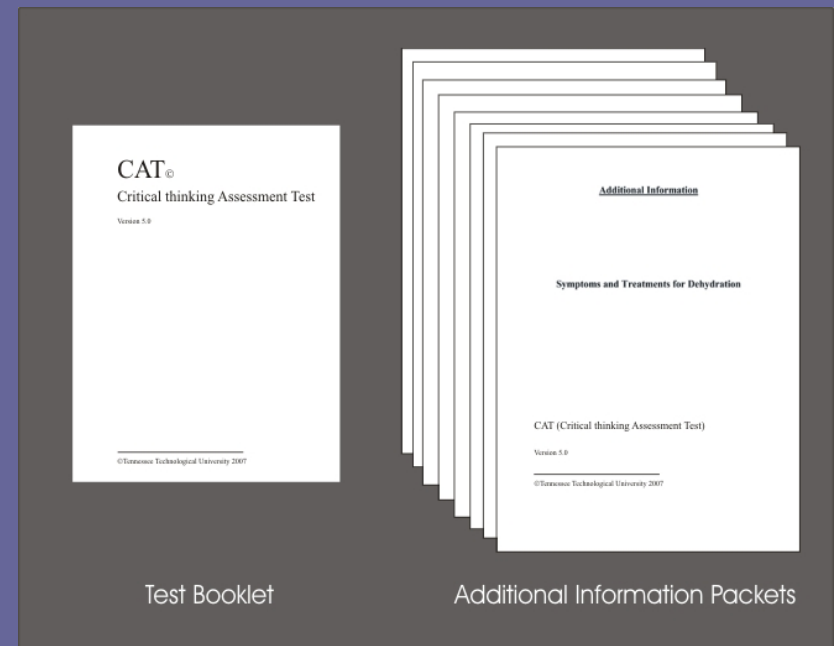 CAT©
Critical thinking Assessment Test
Version 5.0
©Tennessee Technological University 2007
Test Booklet
Additional Information
Symptoms and Treatments for Dehydration
CAT (Critical thinking Assessment Test)
Version 5.0
©Tennessee Technological University 2007
Additional Information Packets